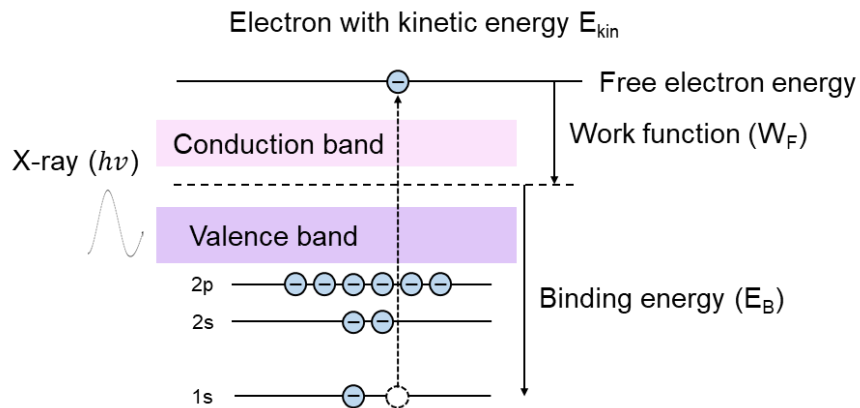 Electron with kinetic energy E_kin
Free electron energy
Conduction band
Work function (W_F)
X-ray (hv)
Valence band
2p
Binding energy (E_B)
2s
1s